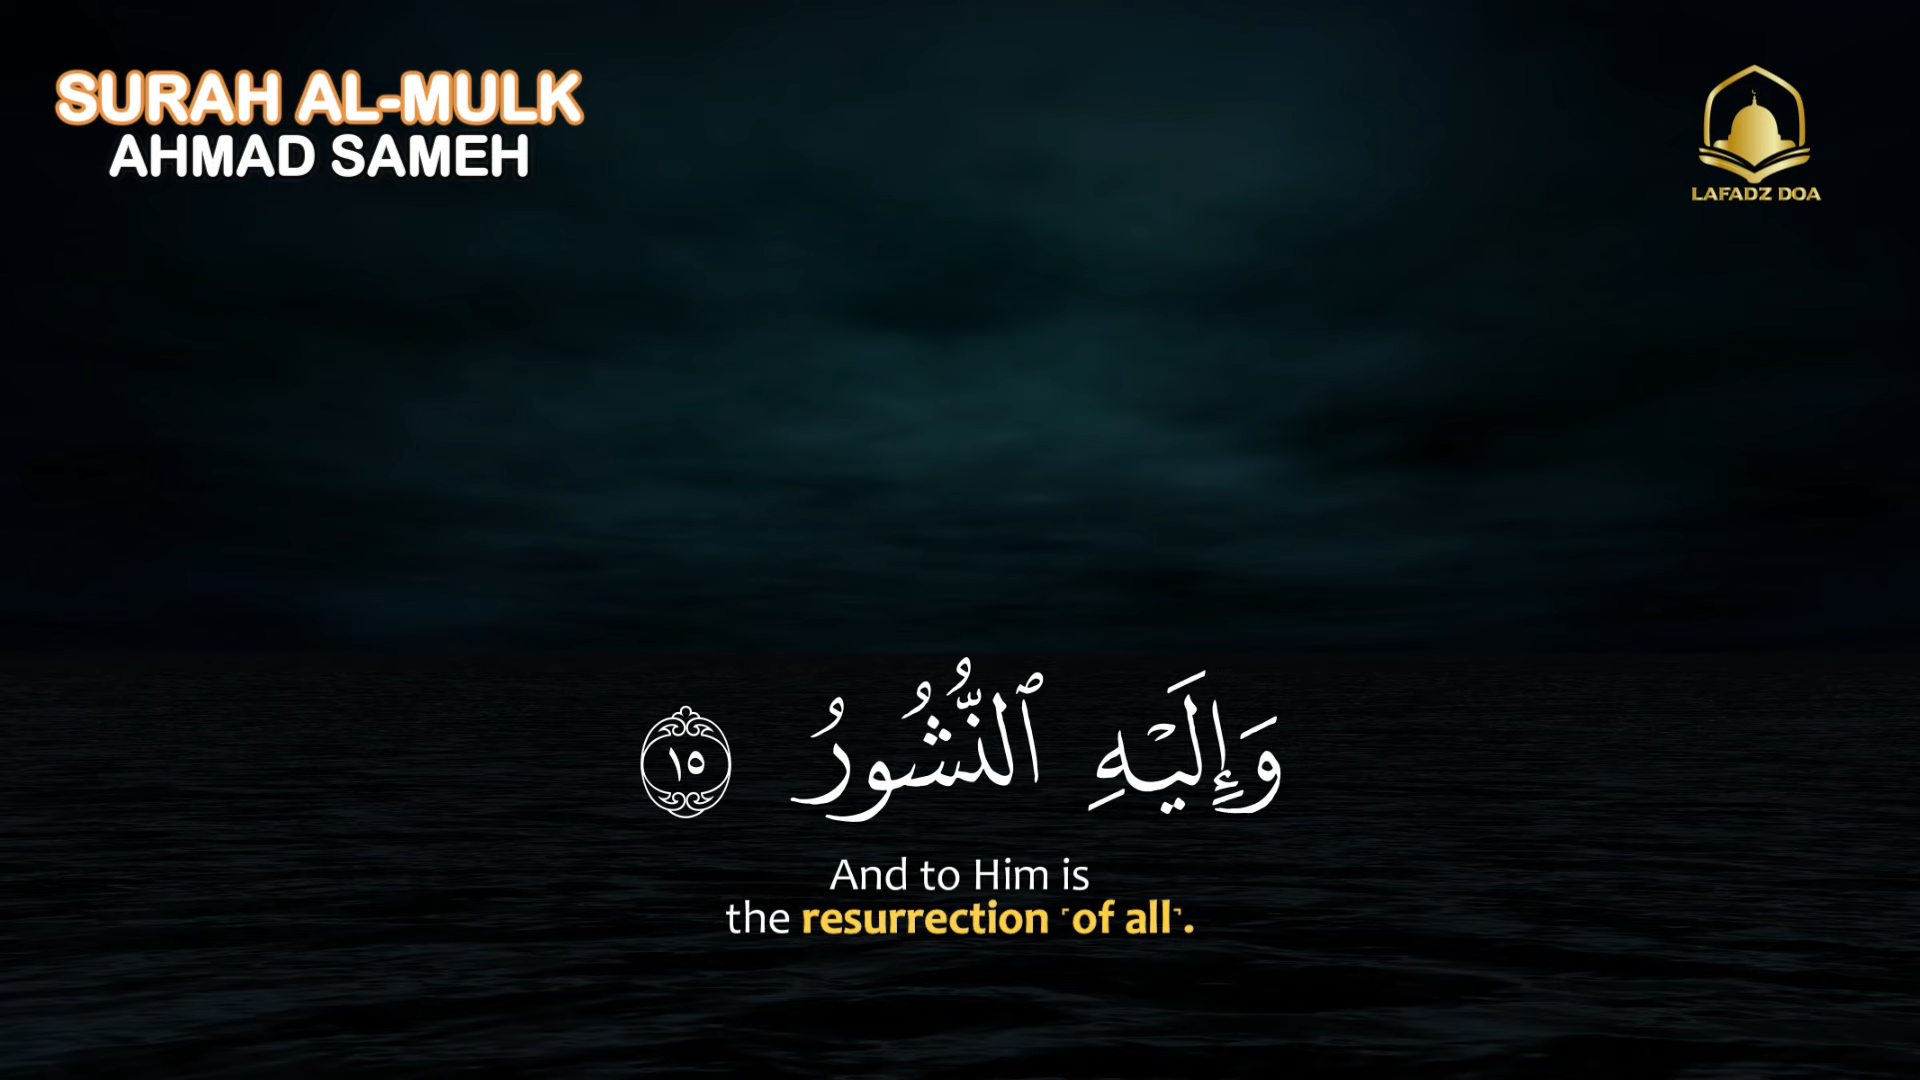 SURAH AL-MULK
AHMAD SAMEH
LAFADZ DOA
وَإِلَيْهِ ٱلنُّشُورُ ١٥
And to Him is
the resurrection ˹of all˺.